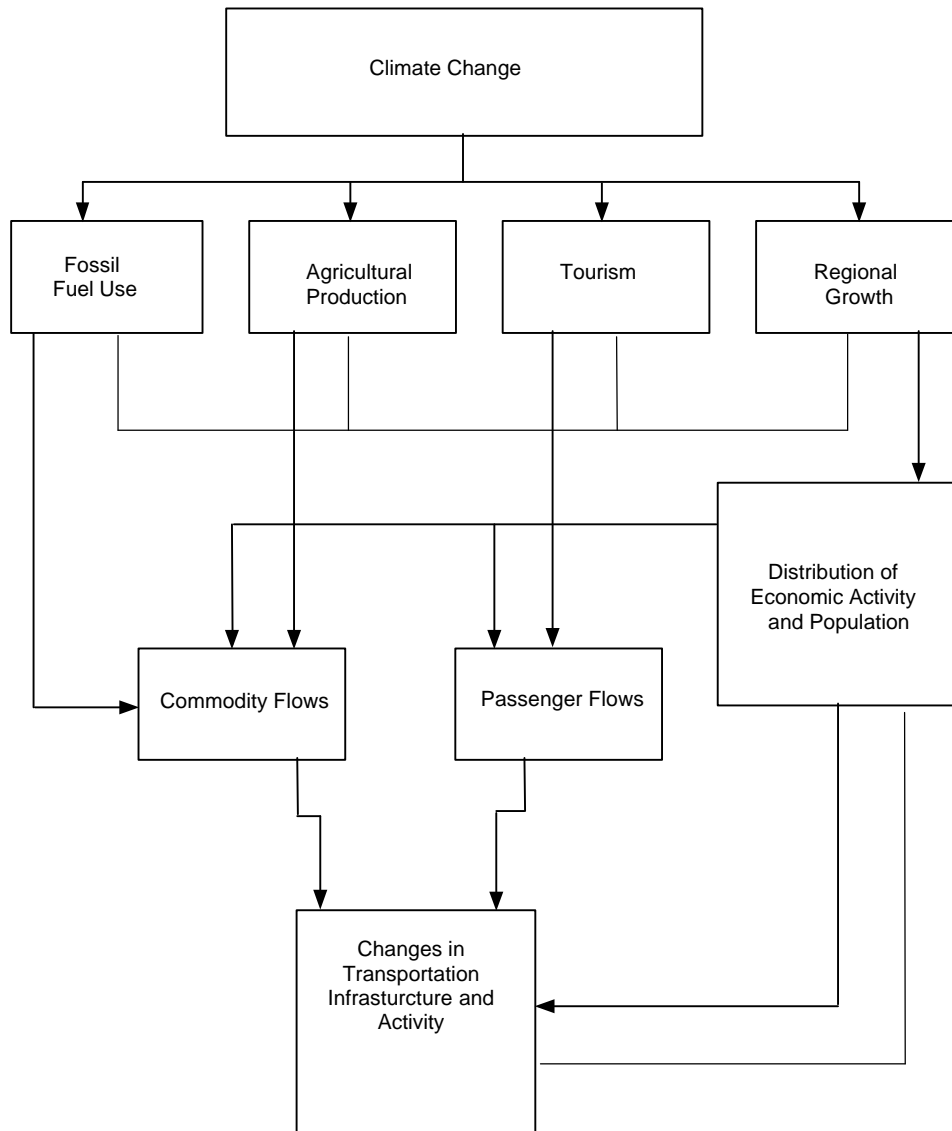 Climate Change
Fossil
Fuel Use
Agricultural
Production
Tourism
Regional
Growth
Distribution of
Economic Activity
and Population
Commodity Flows
Passenger Flows
Changes in
Transportation
Infrasturcture and
Activity